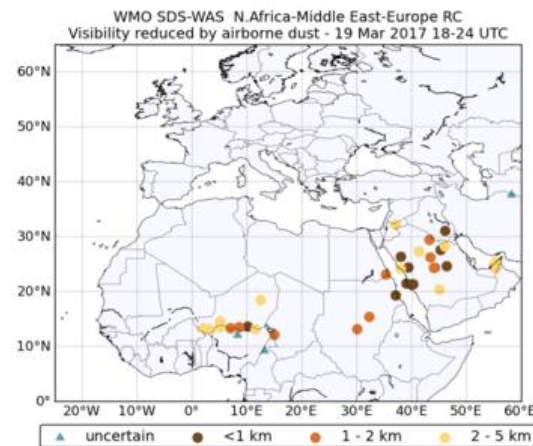 WMO SDS-WAS N.Africa-Middle East-Europe RC
Visibility reduced by airborne dust - 19 Mar 2017 18-24 UTC
60°N
50°N
40°N
30°N
20°N
10°N
0°
20°W 10°W 0° 10°E 20°E 30°E 40°E 50°E 60°E
uncertain <1 km 1 - 2 km 2 - 5 km